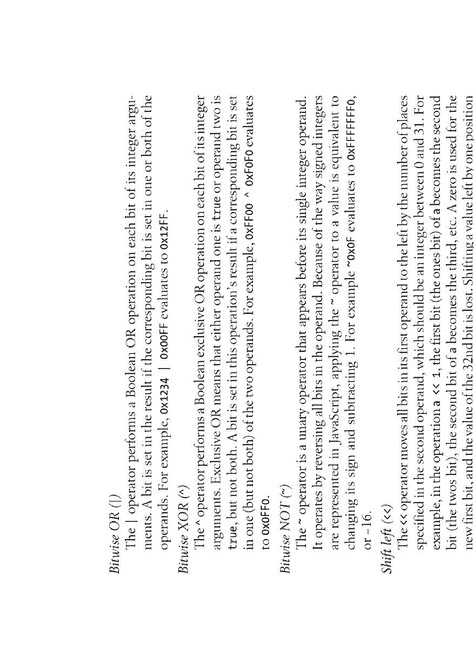 Bitwise OR (|)
The | operator performs a Boolean OR operation on each bit of its integer argu-
ments. A bit is set in the result if the corresponding bit is set in one or both of the
operands. For example, 0x1234 | 0x00FF evaluates to 0x12FF.
Bitwise XOR (^)
The ^ operator performs a Boolean exclusive OR operation on each bit of its integer
arguments. Exclusive OR means that either operand one is true or operand two is
true, but not both. A bit is set in this operation's result if a corresponding bit is set
in one (but not both) of the two operands. For example, 0xFF00 ^ 0xF0F0 evaluates
to 0x0FF0.
Bitwise NOT (~)
The ~ operator is a unary operator that appears before its single integer operand.
It operates by reversing all bits in the operand. Because of the way signed integers
are represented in JavaScript, applying the ~ operator to a value is equivalent to
changing its sign and subtracting 1. For example ~0x0F evaluates to 0xFFFFFFF0,
or -16.
Shift left (<<)
The << operator moves all bits in its first operand to the left by the number of places
specified in the second operand, which should be an integer between 0 and 31. For
example, in the operation a << 1, the first bit (the ones bit) of a becomes the second
bit (the twos bit), the second bit of a becomes the third, etc. A zero is used for the
new first bit, and the value of the 32nd bit is lost. Shifting a value left by one position